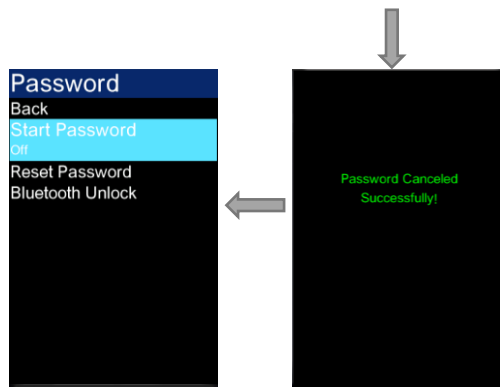 Password
Back
Start Password
Off
Reset Password
Bluetooth Unlock
Password Canceled
Successfully!